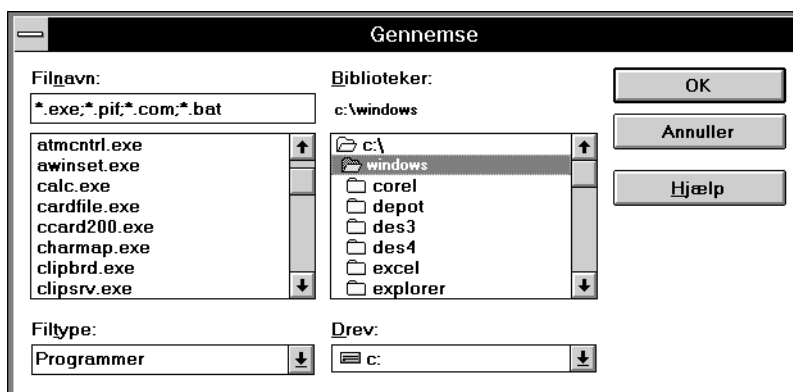 Gennemse
Filnavn:
*.exe;*.pif;*.com;*.bat
atmcntrl.exe
awinset.exe
calc.exe
cardfile.exe
ccard200.exe
charmap.exe
clipbrd.exe
clipsrv.exe
Filtype:
Programmer
Biblioteker:
c:\windows
c:\
windows
corel
depot
des3
des4
excel
explorer
Drev:
c:
OK
Annuller
Hjælp